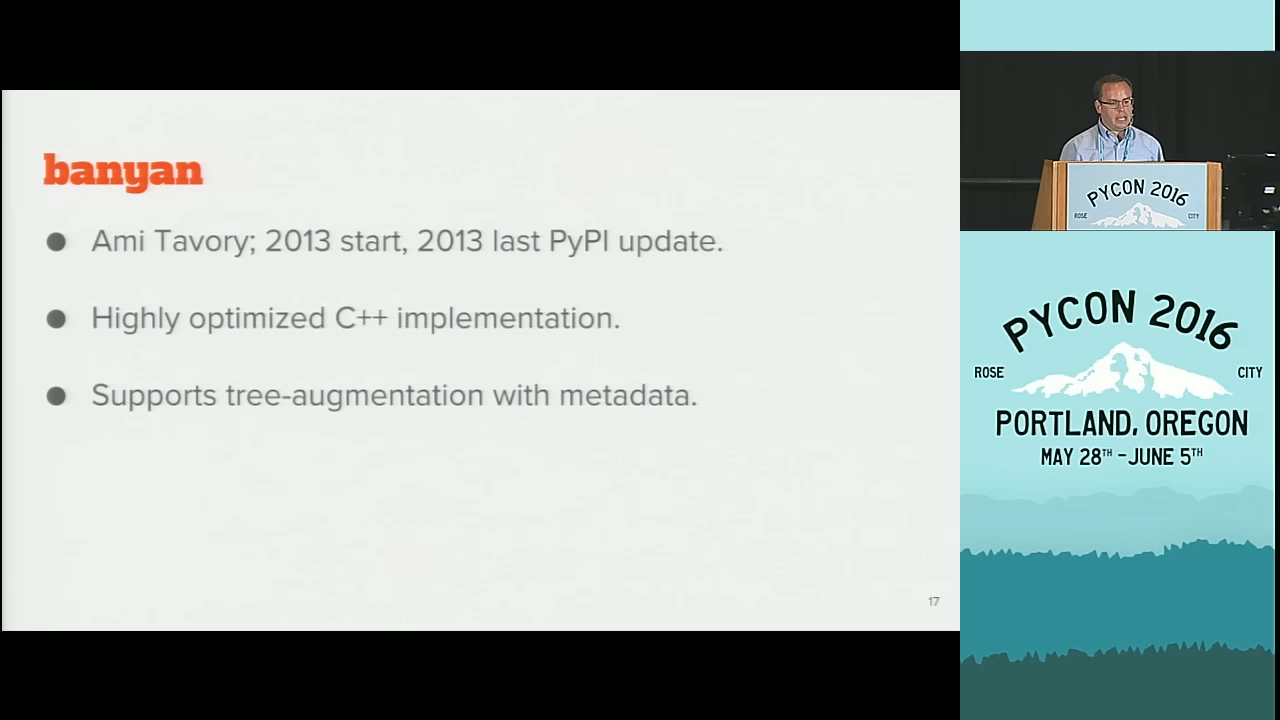 banyan
● Ami Tavory; 2013 start, 2013 last PyPI update.
● Highly optimized C++ implementation.
● Supports tree-augmentation with metadata.
17
PYCON 2016
ROSE CITY
PYCON 2016
ROSE CITY
PORTLAND, OREGON
MAY 28TH - JUNE 5TH